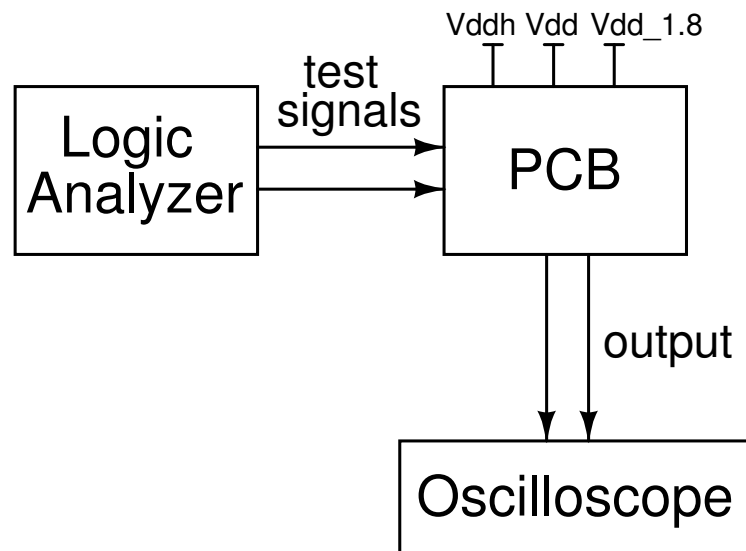 Vddh Vdd Vdd_1.8
test
signals
Logic
Analyzer
PCB
output
Oscilloscope